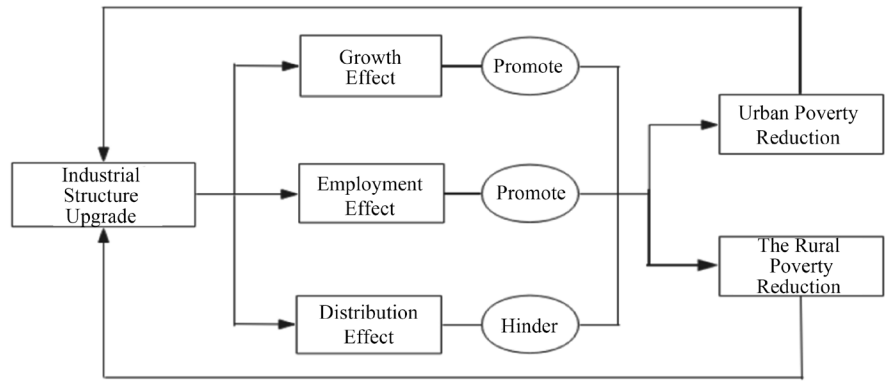 Growth
Effect
Promote
Urban Poverty
Reduction
Industrial
Structure
Upgrade
Employment
Effect
Promote
The Rural
Poverty
Reduction
Distribution
Effect
Hinder